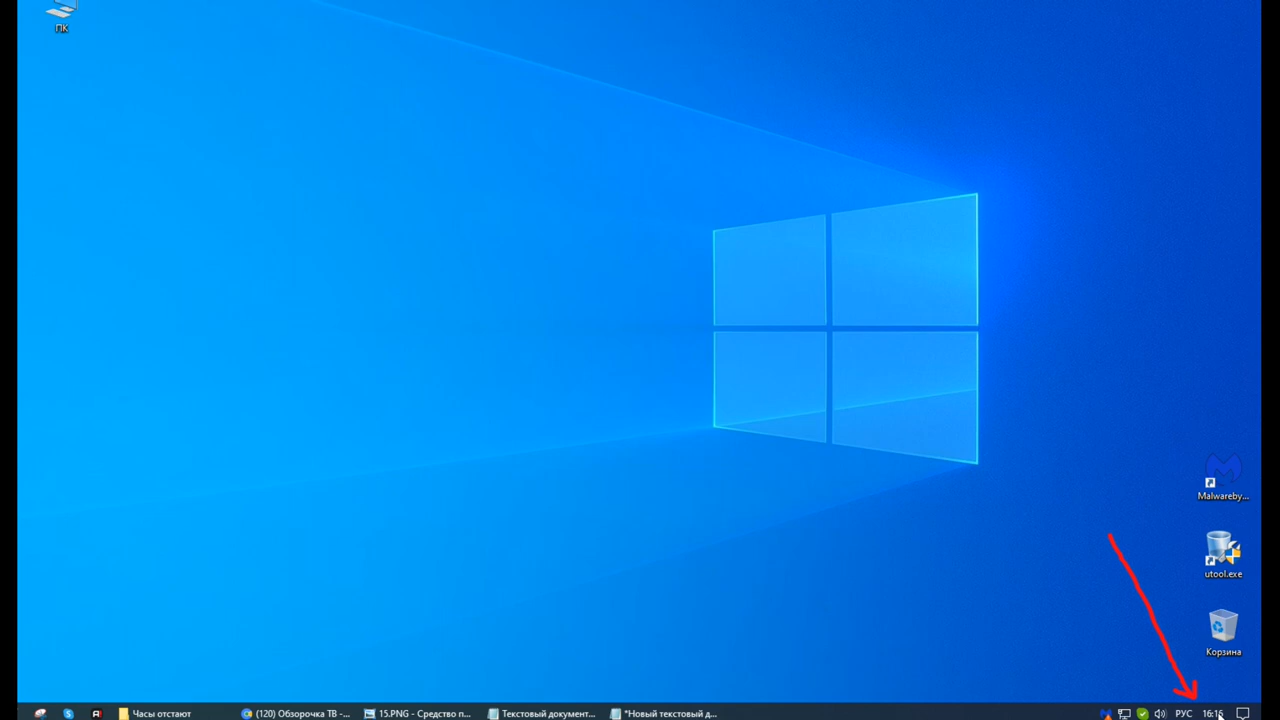 ПК
Malwareby...
utool.exe
Корзина
Часы отстают
(120) Обзорочка ТВ -...
15.PNG - Средство п...
Текстовый документ...
*Новый текстовый д...
РУС
16:16